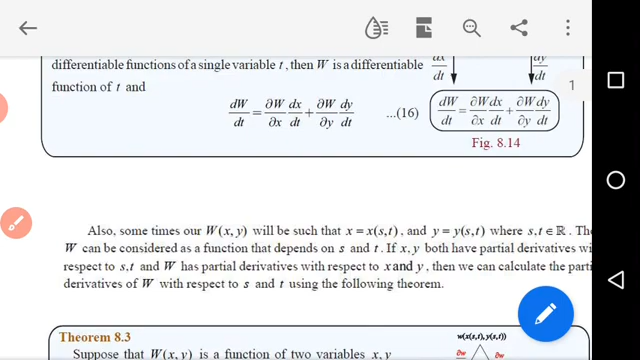 differentiable functions of a single variable t, then W is a differentiable
function of t and
dx/dt dy/dt
dW/dt = ∂W/∂x dx/dt + ∂W/∂y dy/dt ...(16)
dW/dt = ∂W/∂x dx/dt + ∂W/∂y dy/dt
Fig. 8.14
1
Also, some times our W(x, y) will be such that x = x(s,t), and y = y(s,t) where s,t ∈ ℝ.
W can be considered as a function that depends on s and t. If x, y both have partial derivatives
respect to s,t and W has partial derivatives with respect to x and y, then we can calculate the
derivatives of W with respect to s and t using the following theorem.
Theorem 8.3
w(x(s,t), y(s,t))
Suppose that W(x, y) is a function of two variables x, y
∂w ∂w